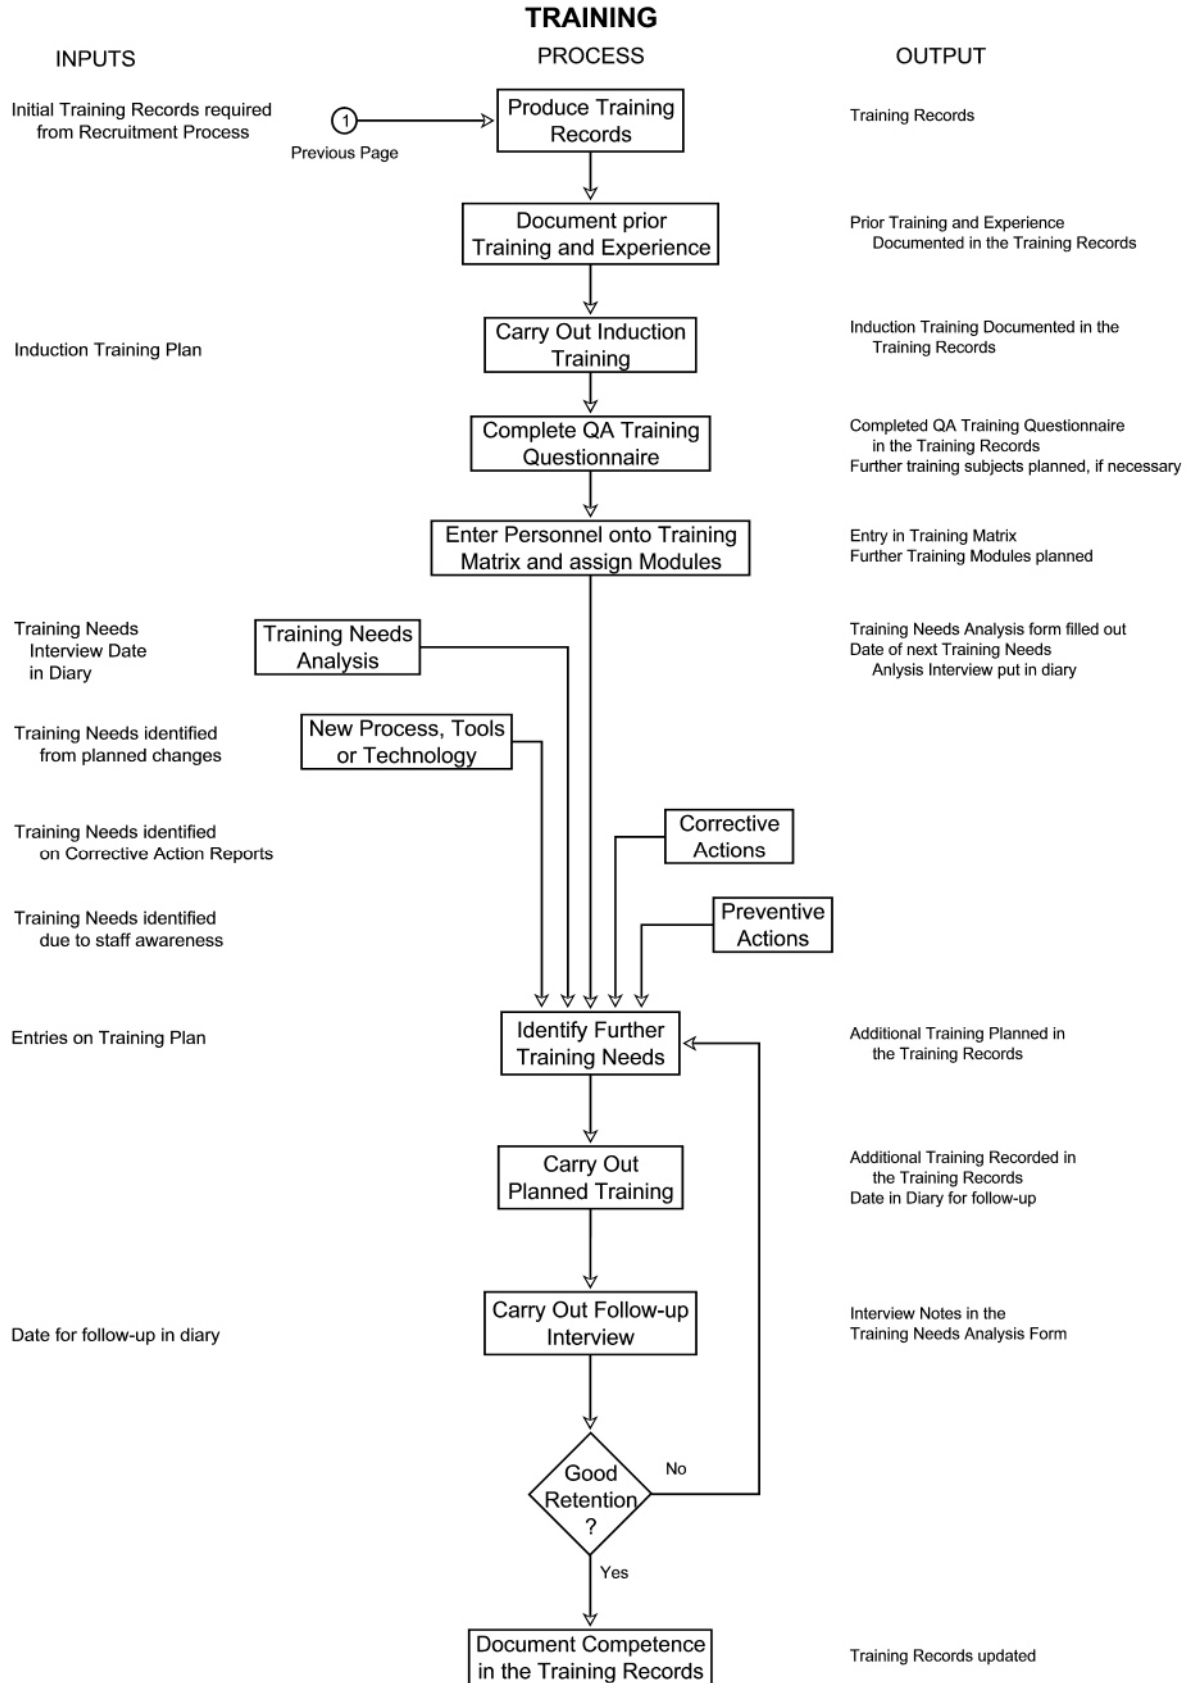 TRAINING
INPUTS
PROCESS
OUTPUT
Initial Training Records required
from Recruitment Process
1
Previous Page
Produce Training
Records
Training Records
Document prior
Training and Experience
Prior Training and Experience
Documented in the Training Records
Induction Training Plan
Carry Out Induction
Training
Induction Training Documented in the
Training Records
Complete QA Training
Questionnaire
Completed QA Training Questionnaire
in the Training Records
Further training subjects planned, if necessary
Enter Personnel onto Training
Matrix and assign Modules
Entry in Training Matrix
Further Training Modules planned
Training Needs
Interview Date
in Diary
Training Needs
Analysis
Training Needs Analysis form filled out
Date of next Training Needs
Anlysis Interview put in diary
Training Needs identified
from planned changes
New Process, Tools
or Technology
Training Needs identified
on Corrective Action Reports
Corrective
Actions
Training Needs identified
due to staff awareness
Preventive
Actions
Entries on Training Plan
Identify Further
Training Needs
Additional Training Planned in
the Training Records
Carry Out
Planned Training
Additional Training Recorded in
the Training Records
Date in Diary for follow-up
Date for follow-up in diary
Carry Out Follow-up
Interview
Interview Notes in the
Training Needs Analysis Form
Good
Retention
?
No
Yes
Document Competence
in the Training Records
Training Records updated